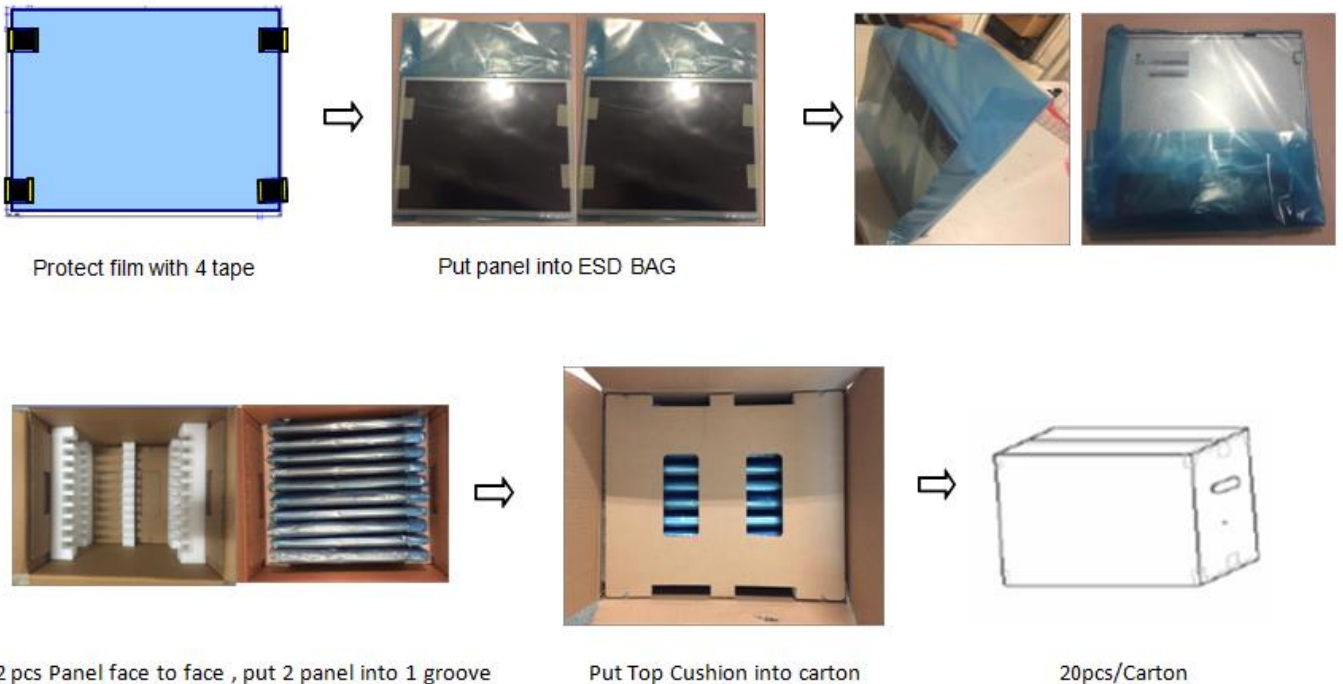 Protect film with 4 tape
Put panel into ESD BAG
2 pcs Panel face to face , put 2 panel into 1 groove
Put Top Cushion into carton
20pcs/Carton